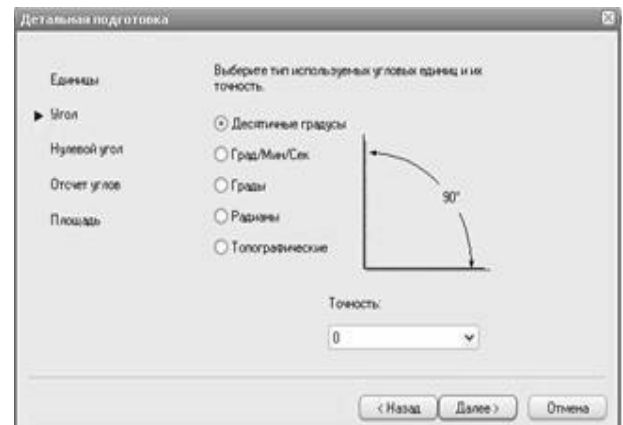 Детальная подготовка
Единицы
Угол
Нулевой угол
Отсчет углов
Площадь
Выберите тип используемых угловых единиц и их
точность.
Десятичные градусы
Град/Мин/Сек
Грады
Радианы
Топографические
90°
Точность:
0
< Назад
Далее >
Отмена